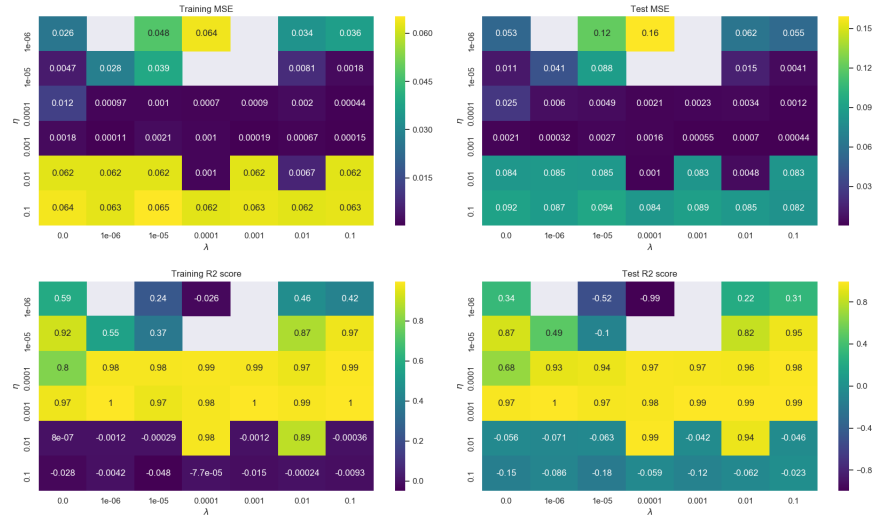 Training MSE
1e-06 0.026 0.048 0.064 0.034 0.036
1e-05 0.0047 0.028 0.039 0.0081 0.0018
0.0001 0.012 0.00097 0.001 0.0007 0.0009 0.002 0.00044
0.001 0.0018 0.00011 0.0021 0.001 0.00019 0.00067 0.00015
0.01 0.062 0.062 0.062 0.001 0.062 0.0067 0.062
0.1 0.064 0.063 0.065 0.062 0.063 0.062 0.063
0.0 1e-06 1e-05 0.0001 0.001 0.01 0.1
η
λ
0.060
0.045
0.030
0.015
Test MSE
1e-06 0.053 0.12 0.16 0.062 0.055
1e-05 0.011 0.041 0.088 0.015 0.0041
0.0001 0.025 0.006 0.0049 0.0021 0.0023 0.0034 0.0012
0.001 0.0021 0.00032 0.0027 0.0016 0.00055 0.0007 0.00044
0.01 0.084 0.085 0.085 0.001 0.083 0.0048 0.083
0.1 0.092 0.087 0.094 0.084 0.089 0.085 0.082
0.0 1e-06 1e-05 0.0001 0.001 0.01 0.1
η
λ
0.15
0.12
0.09
0.06
0.03
Training R2 score
1e-06 0.59 0.24 -0.026 0.46 0.42
1e-05 0.92 0.55 0.37 0.87 0.97
0.0001 0.8 0.98 0.98 0.99 0.99 0.97 0.99
0.001 0.97 1 0.97 0.98 1 0.99 1
0.01 8e-07 -0.0012 -0.00029 0.98 -0.0012 0.89 -0.00036
0.1 -0.028 -0.0042 -0.048 -7.7e-05 -0.015 -0.00024 -0.0093
0.0 1e-06 1e-05 0.0001 0.001 0.01 0.1
η
λ
0.8
0.6
0.4
0.2
0.0
Test R2 score
1e-06 0.34 -0.52 -0.99 0.22 0.31
1e-05 0.87 0.49 -0.1 0.82 0.95
0.0001 0.68 0.93 0.94 0.97 0.97 0.96 0.98
0.001 0.97 1 0.97 0.98 0.99 0.99 0.99
0.01 -0.056 -0.071 -0.063 0.99 -0.042 0.94 -0.046
0.1 -0.15 -0.086 -0.18 -0.059 -0.12 -0.062 -0.023
0.0 1e-06 1e-05 0.0001 0.001 0.01 0.1
η
λ
0.8
0.4
0.0
-0.4
-0.8